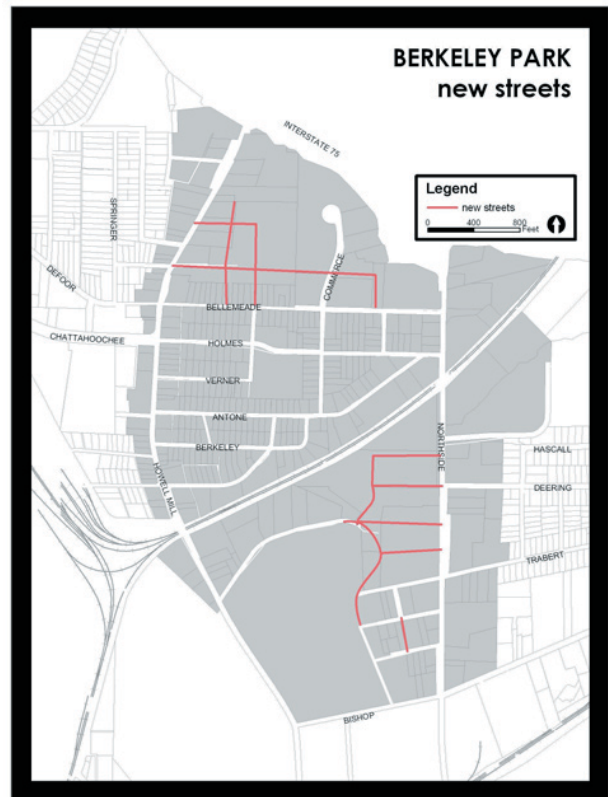 BERKELEY PARK
new streets
INTERSTATE 75
Legend
new streets
0 400 800
Feet
SPRINGER
DEFOOR
COMMERCE
BELLEMEADE
CHATTAHOOCHEE
HOLMES
VERNER
ANTONE
BERKELEY
NORTHSIDE
HASCALL
HOWELL MILL
DEERING
TRABERT
BISHOP